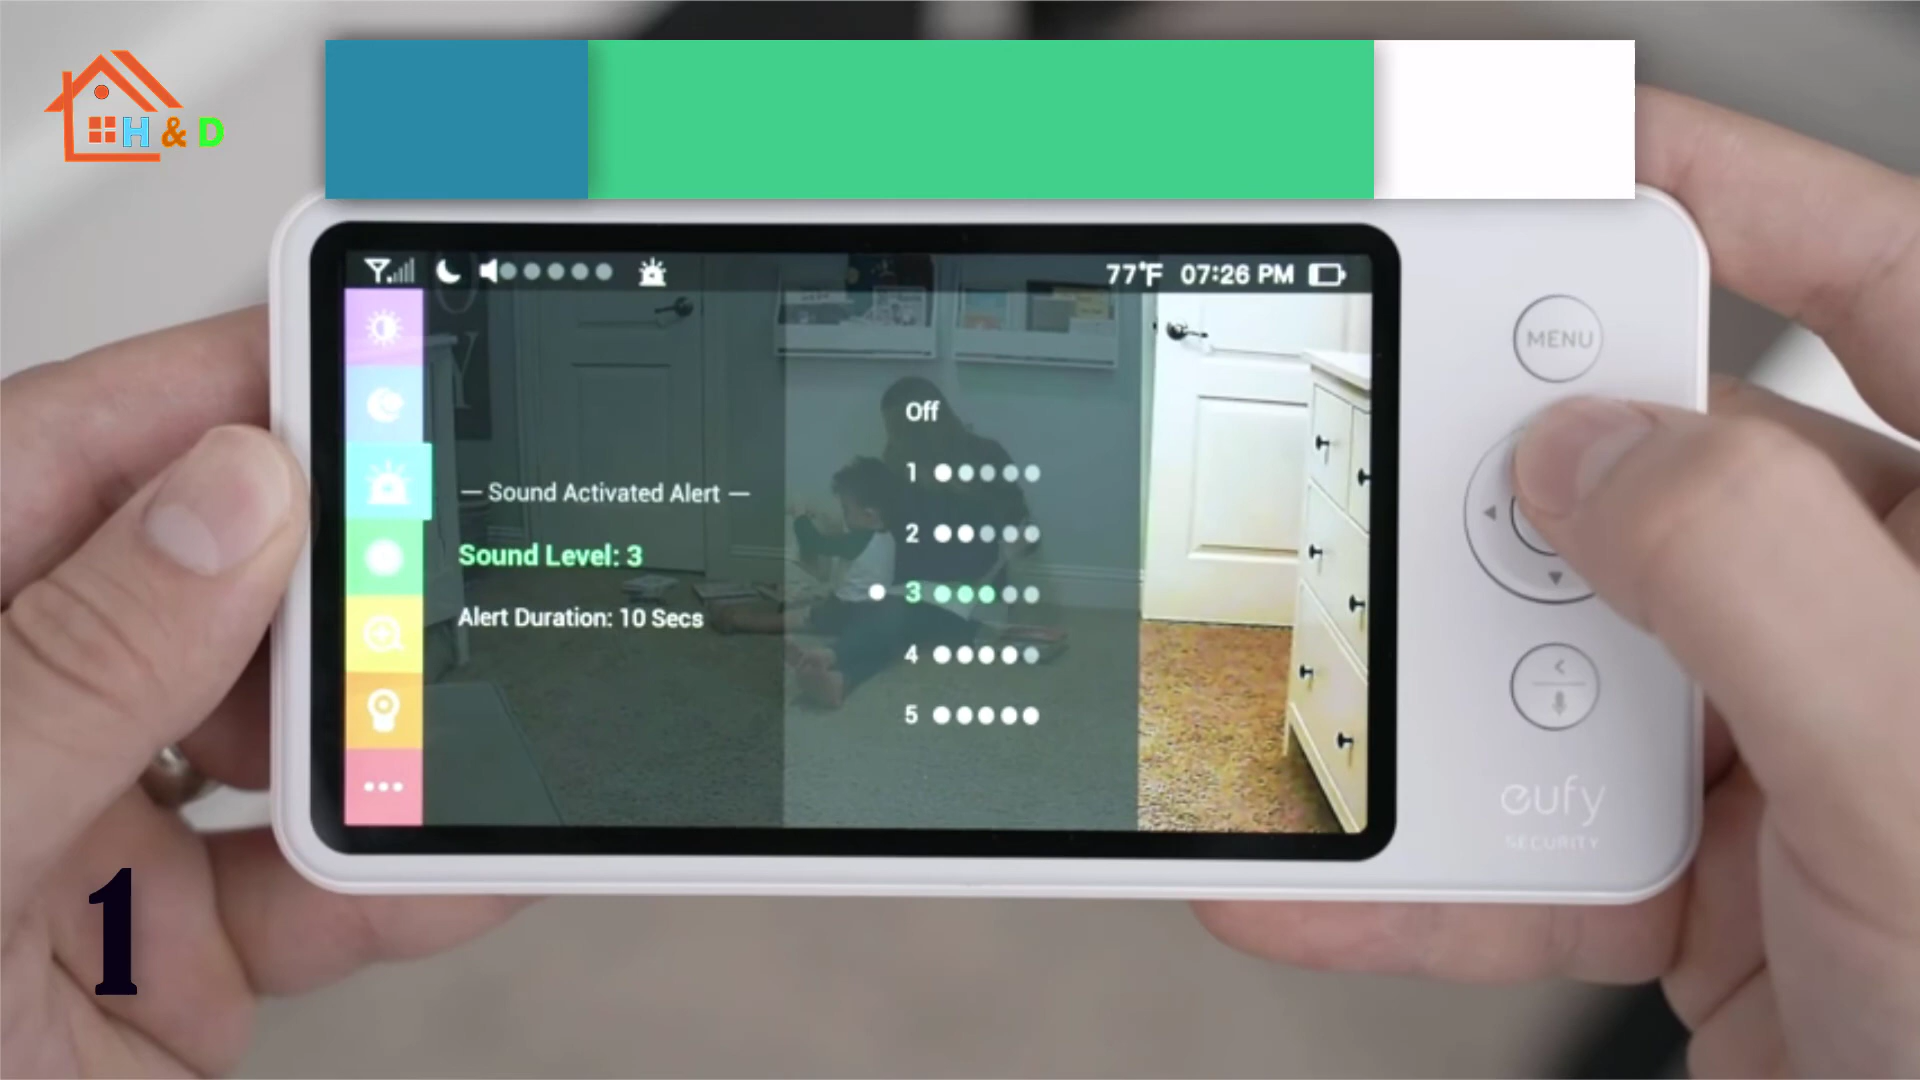 H & D
77°F 07:26 PM
MENU
Off
1
— Sound Activated Alert —
2
Sound Level: 3
3
Alert Duration: 10 Secs
4
5
eufy
SECURITY
1